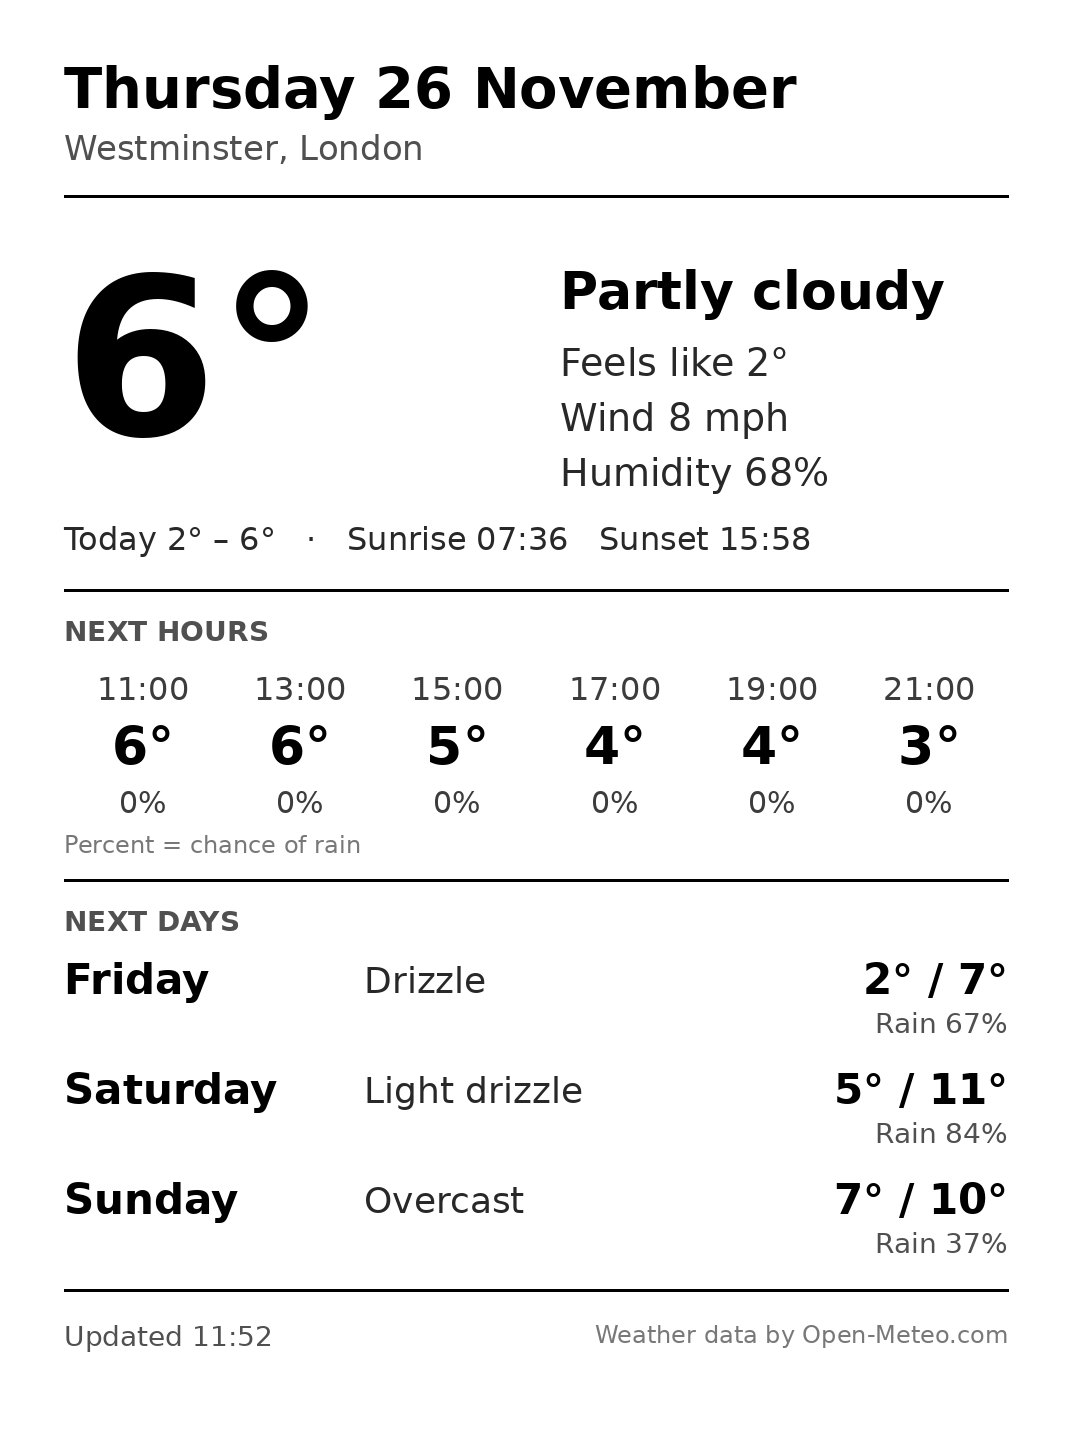 Thursday 26 November
Westminster, London
6°
Partly cloudy
Feels like 2°
Wind 8 mph
Humidity 68%
Today 2° – 6° · Sunrise 07:36 Sunset 15:58
NEXT HOURS
11:00 13:00 15:00 17:00 19:00 21:00
6° 6° 5° 4° 4° 3°
0% 0% 0% 0% 0% 0%
Percent = chance of rain
NEXT DAYS
Friday Drizzle 2° / 7°
Rain 67%
Saturday Light drizzle 5° / 11°
Rain 84%
Sunday Overcast 7° / 10°
Rain 37%
Updated 11:52 Weather data by Open-Meteo.com